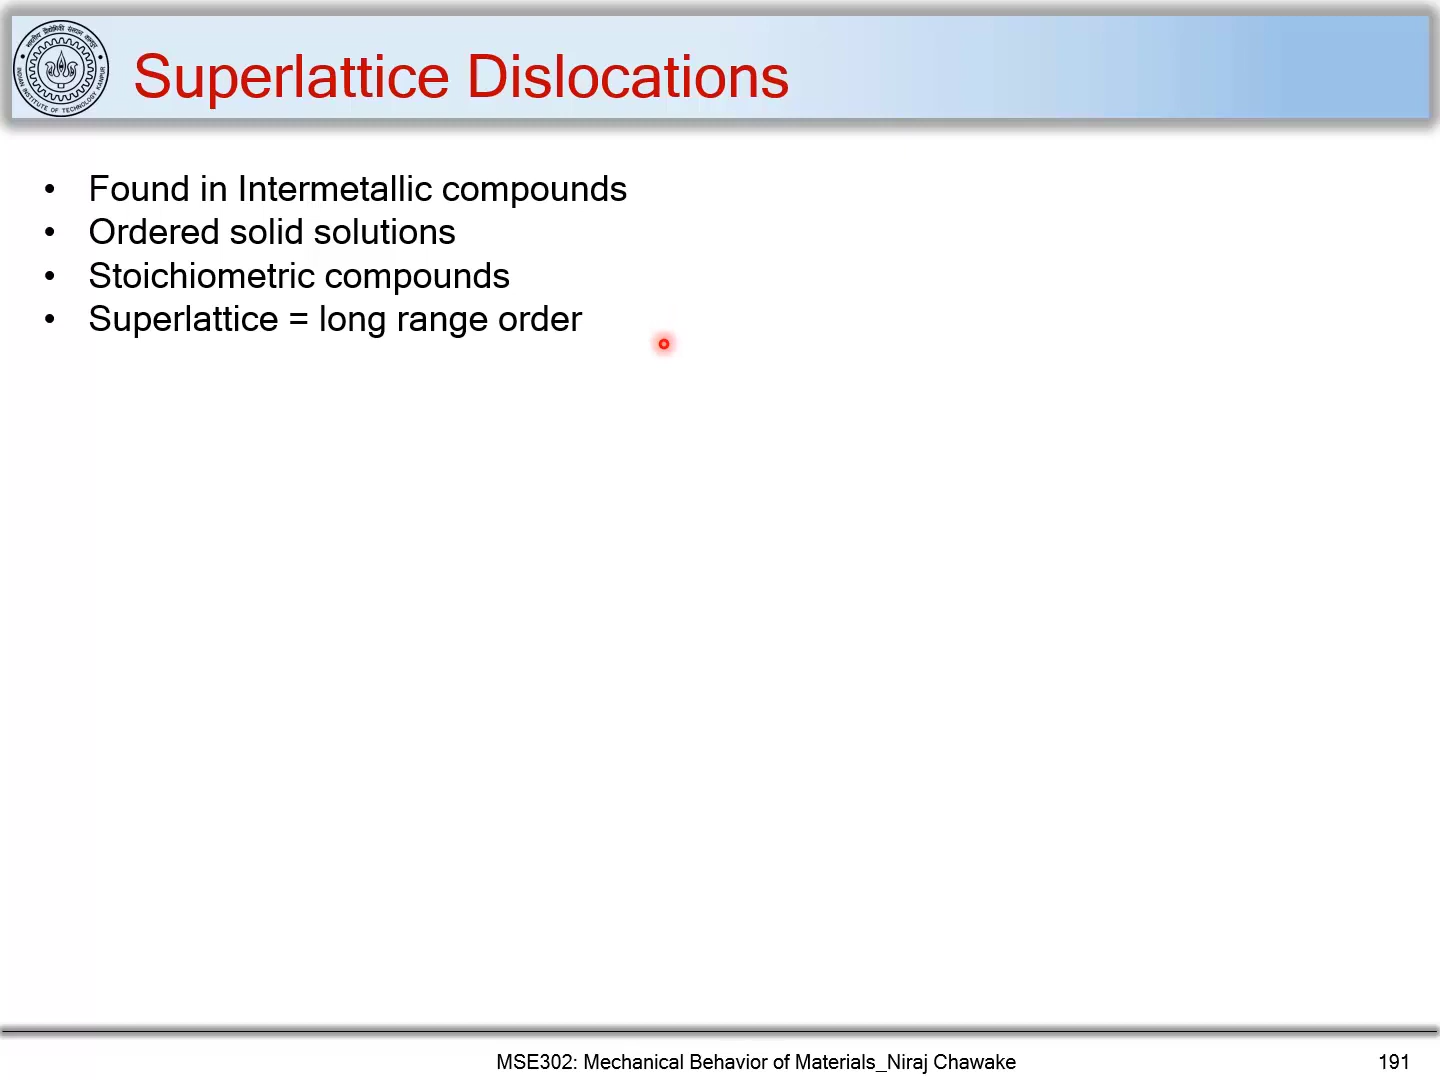 Superlattice Dislocations
• Found in Intermetallic compounds
• Ordered solid solutions
• Stoichiometric compounds
• Superlattice = long range order
MSE302: Mechanical Behavior of Materials_Niraj Chawake
191